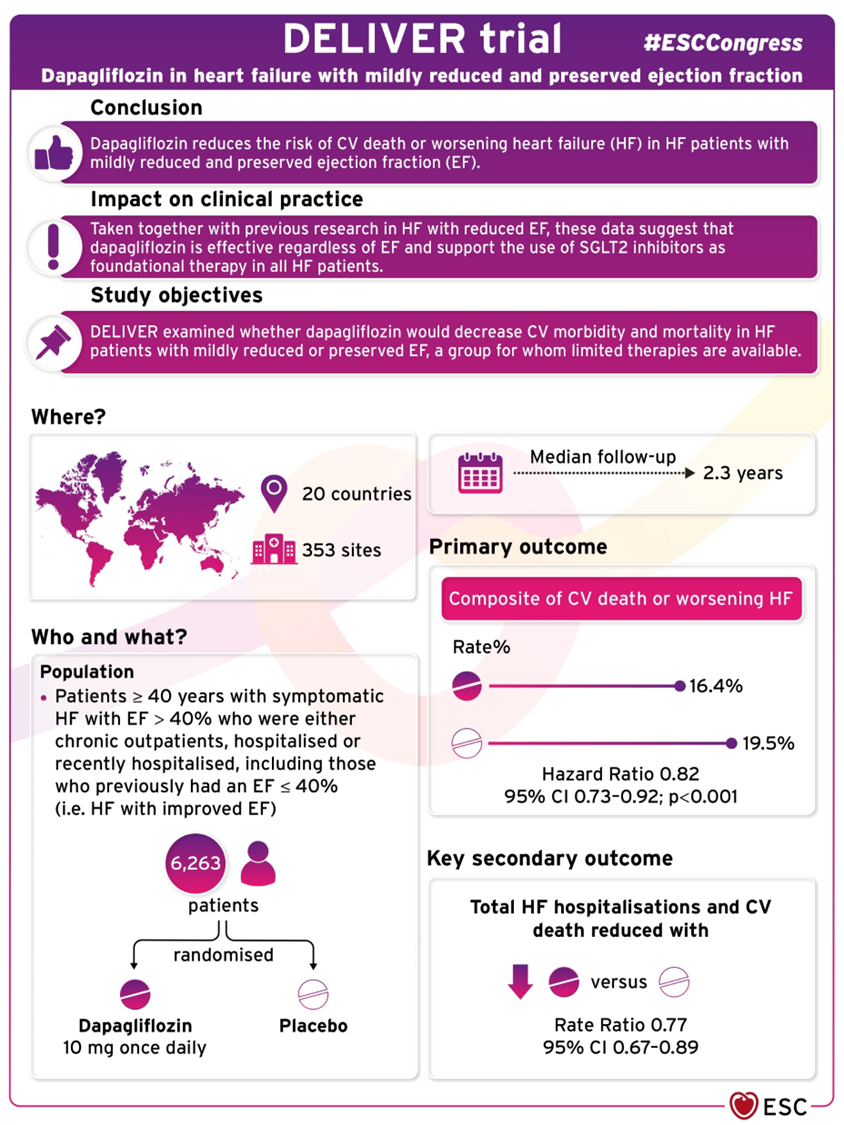 DELIVER trial
#ESCCongress
Dapagliflozin in heart failure with mildly reduced and preserved ejection fraction
Conclusion
Dapagliflozin reduces the risk of CV death or worsening heart failure (HF) in HF patients with
mildly reduced and preserved ejection fraction (EF).
Impact on clinical practice
Taken together with previous research in HF with reduced EF, these data suggest that
dapagliflozin is effective regardless of EF and support the use of SGLT2 inhibitors as
foundational therapy in all HF patients.
Study objectives
DELIVER examined whether dapagliflozin would decrease CV morbidity and mortality in HF
patients with mildly reduced or preserved EF, a group for whom limited therapies are available.
Where?
20 countries
353 sites
Median follow-up
2.3 years
Who and what?
Population
• Patients ≥ 40 years with symptomatic
HF with EF > 40% who were either
chronic outpatients, hospitalised or
recently hospitalised, including those
who previously had an EF ≤ 40%
(i.e. HF with improved EF)
6,263
patients
randomised
Dapagliflozin
10 mg once daily
Placebo
Primary outcome
Composite of CV death or worsening HF
Rate%
16.4%
19.5%
Hazard Ratio 0.82
95% CI 0.73–0.92; p<0.001
Key secondary outcome
Total HF hospitalisations and CV
death reduced with
versus
Rate Ratio 0.77
95% CI 0.67–0.89
ESC